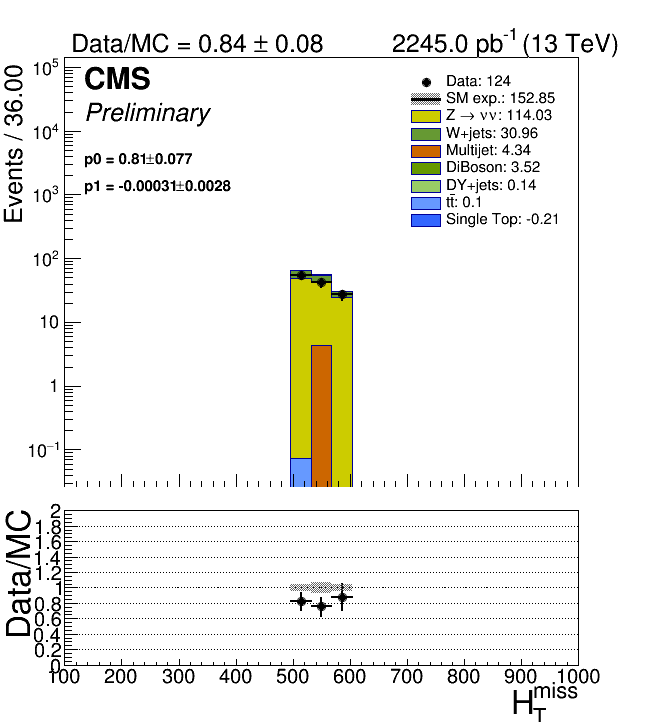 Data/MC = 0.84 ± 0.08
2245.0 pb⁻¹ (13 TeV)
Events / 36.00
10⁵
10⁴
10³
10²
10
1
10⁻¹
CMS
Preliminary
p0 = 0.81±0.077
p1 = -0.00031±0.0028
Data: 124
SM exp.: 152.85
Z → νν: 114.03
W+jets: 30.96
Multijet: 4.34
DiBoson: 3.52
DY+jets: 0.14
tt̄: 0.1
Single Top: -0.21
Data/MC
2
1.8
1.6
1.4
1.2
1
0.8
0.6
0.4
0.2
0
100 200 300 400 500 600 700 800 900 1000
H_T^miss